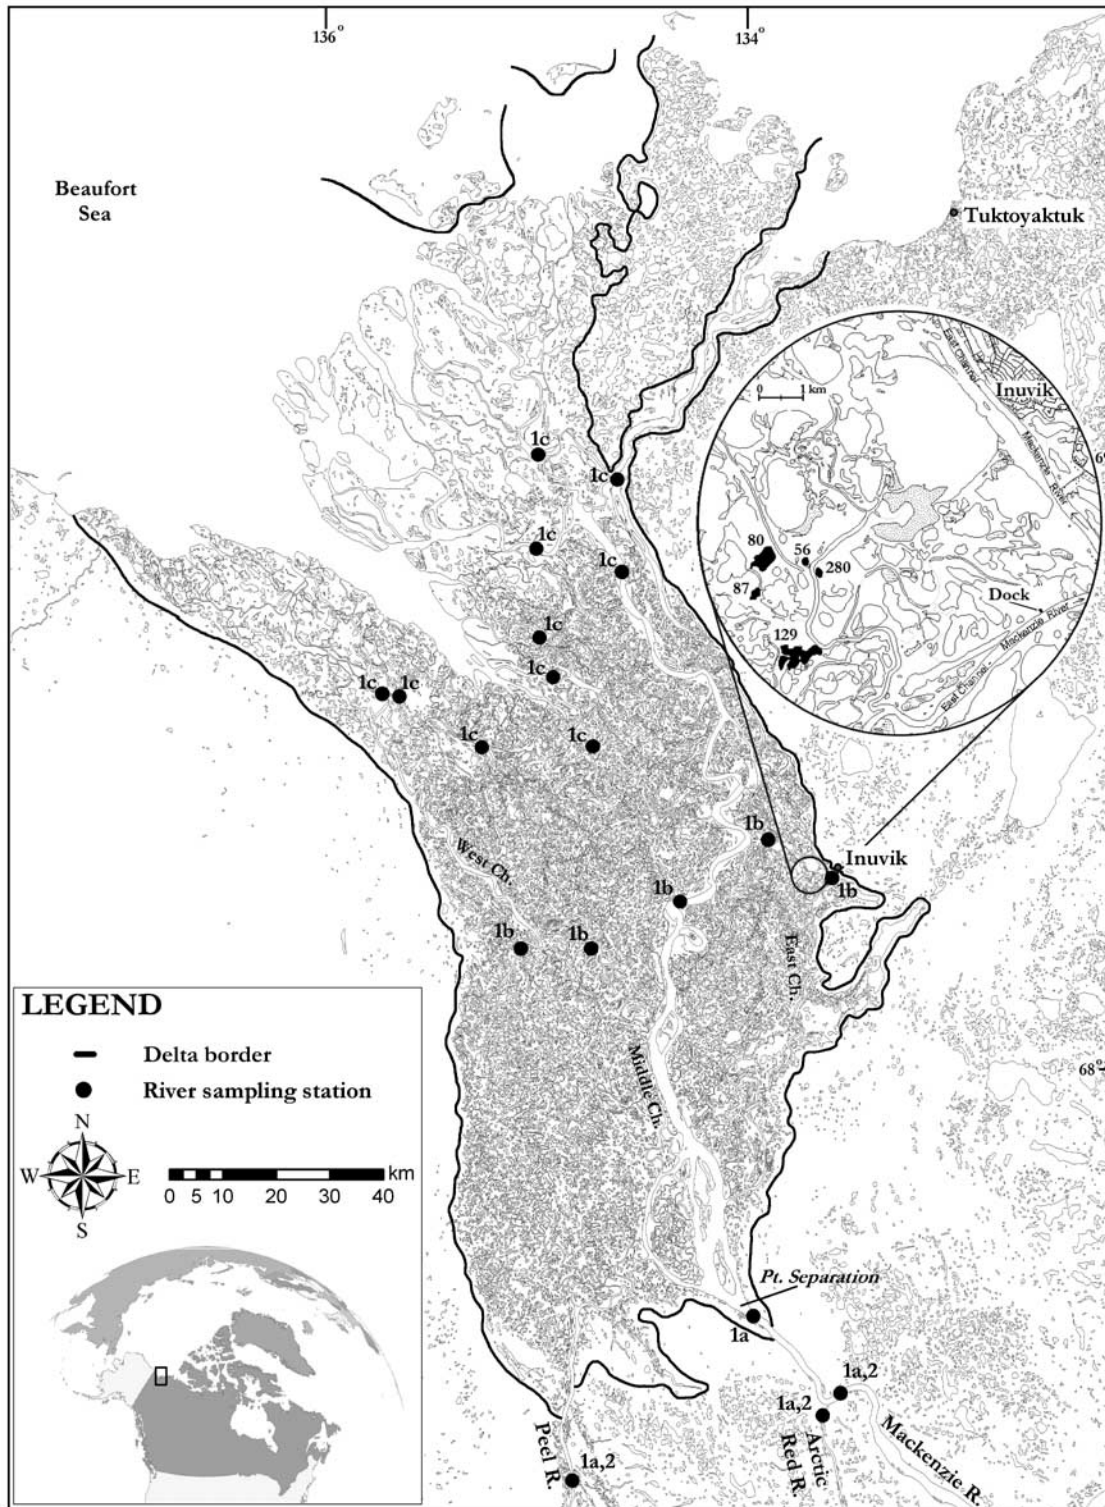 136°
134°
Beaufort
Sea
Tuktoyaktuk
East Channel
Inuvik
0 1 km
Mackenzie River
69
1c
1c
80
56
280
1c
1c
87
Dock
129
East Channel - Mackenzie River
1c
1c
1c
1c
1c
1c
1b
West Ch.
Inuvik
1b
1b
1b
1b
East Ch.
LEGEND
Delta border
River sampling station
Middle Ch.
68°
N
W E
S
0 5 10 20 30 40 km
Pt. Separation
1a
1a,2
1a,2
Peel R.
Arctic
Red R.
Mackenzie R.
1a,2